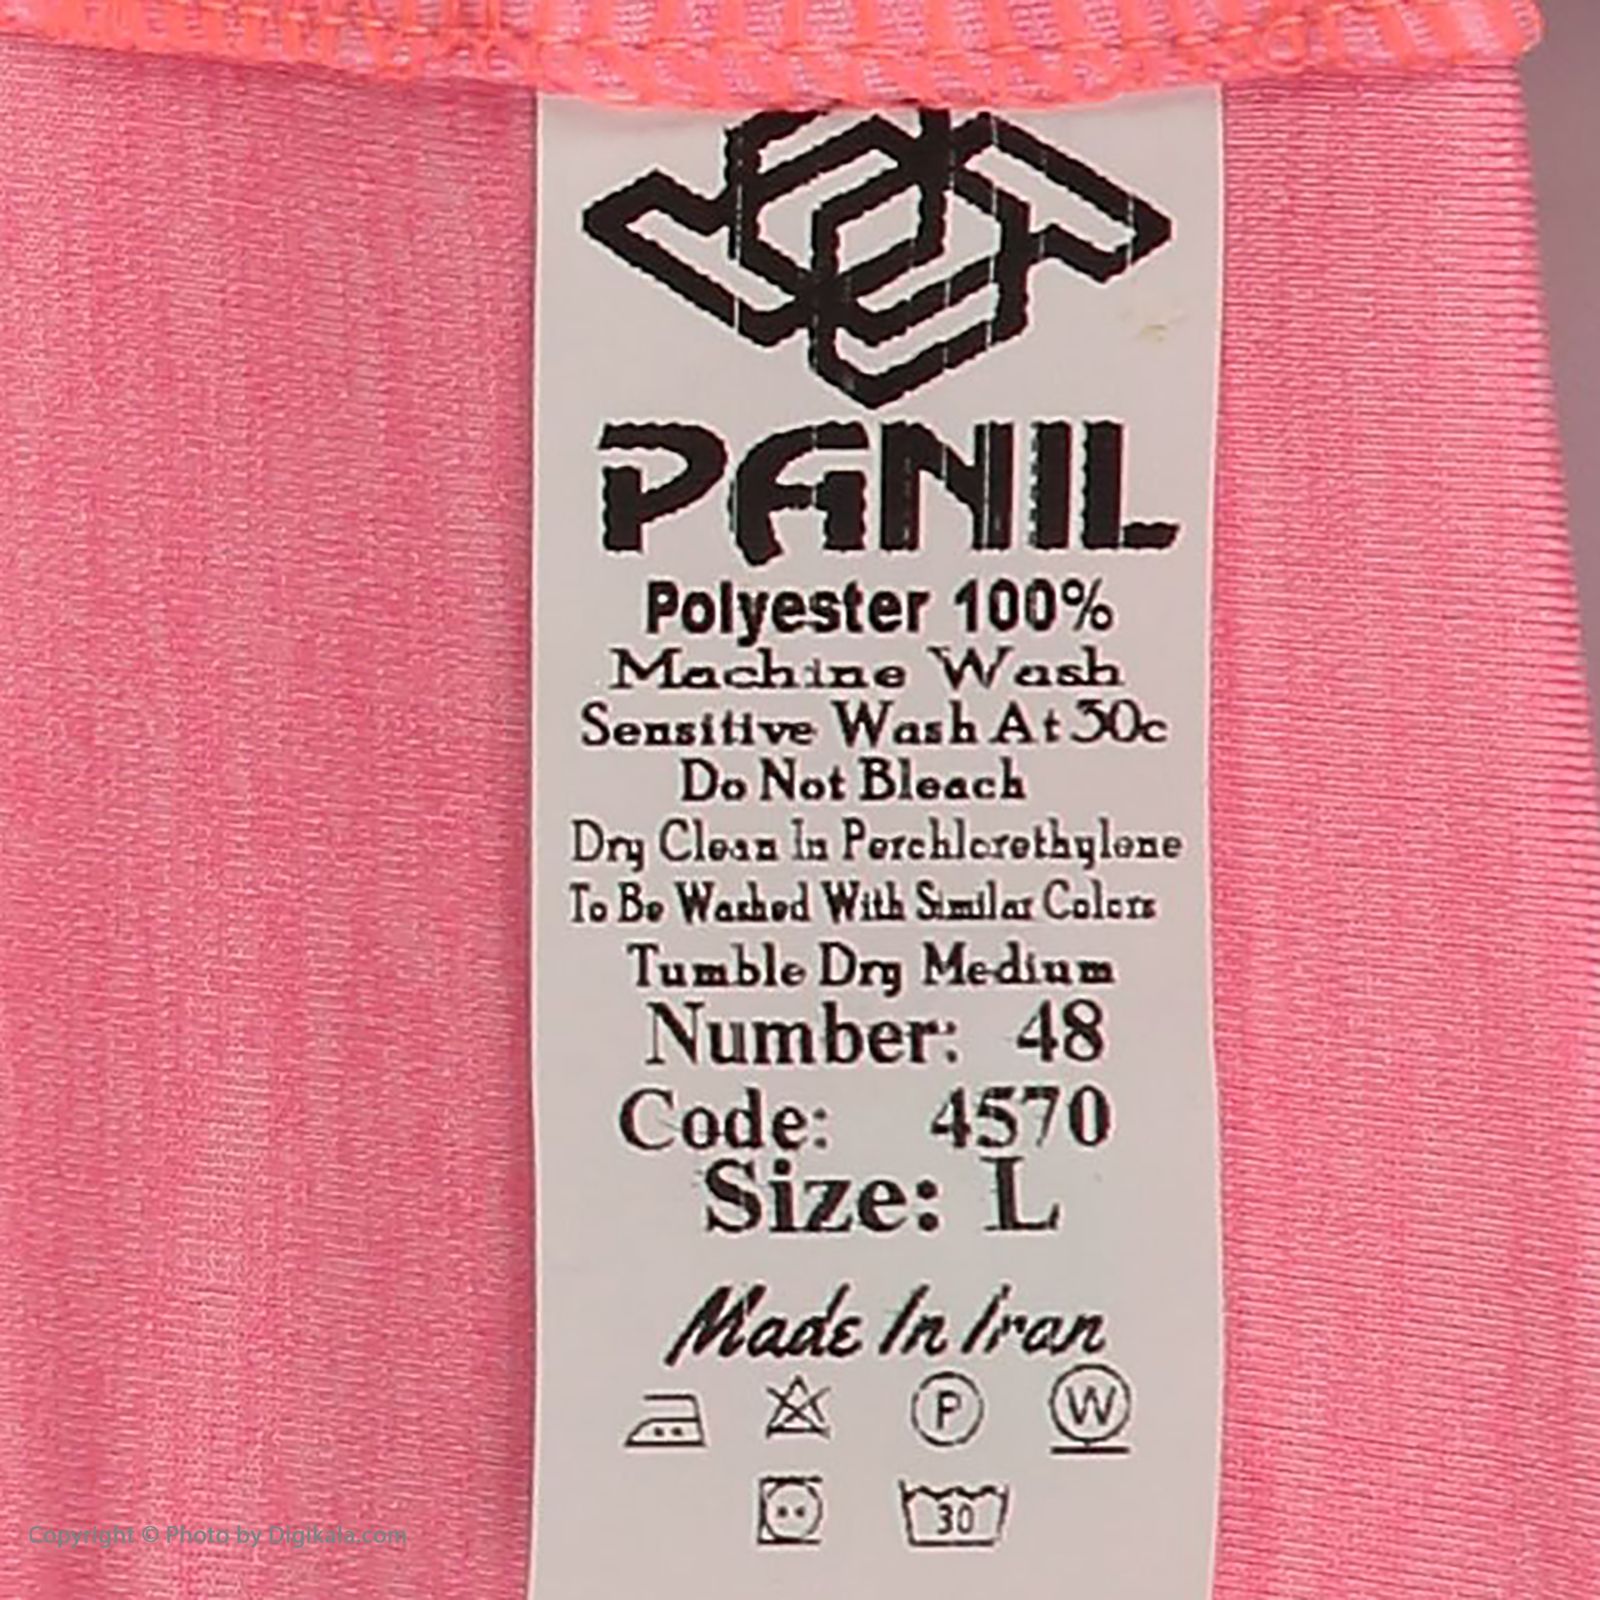 PANIL
Polyester 100%
Machine Wash
Sensitive Wash At 30c
Do Not Bleach
Dry Clean In Perchlorethylene
To Be Washed With Similar Colors
Tumble Dry Medium
Number: 48
Code: 4570
Size: L
Made In Iran
P W
30
Copyright © Photo by Digikala.com